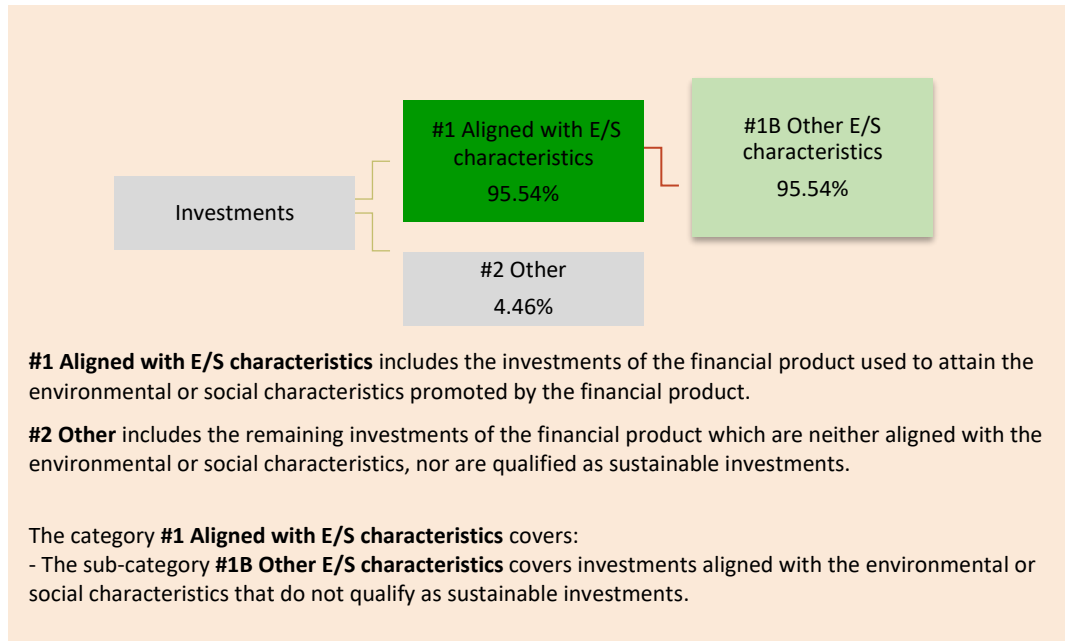 #1 Aligned with E/S
characteristics
95.54%
#1B Other E/S
characteristics
95.54%
Investments
#2 Other
4.46%
#1 Aligned with E/S characteristics includes the investments of the financial product used to attain the
environmental or social characteristics promoted by the financial product.
#2 Other includes the remaining investments of the financial product which are neither aligned with the
environmental or social characteristics, nor are qualified as sustainable investments.
The category #1 Aligned with E/S characteristics covers:
- The sub-category #1B Other E/S characteristics covers investments aligned with the environmental or
social characteristics that do not qualify as sustainable investments.